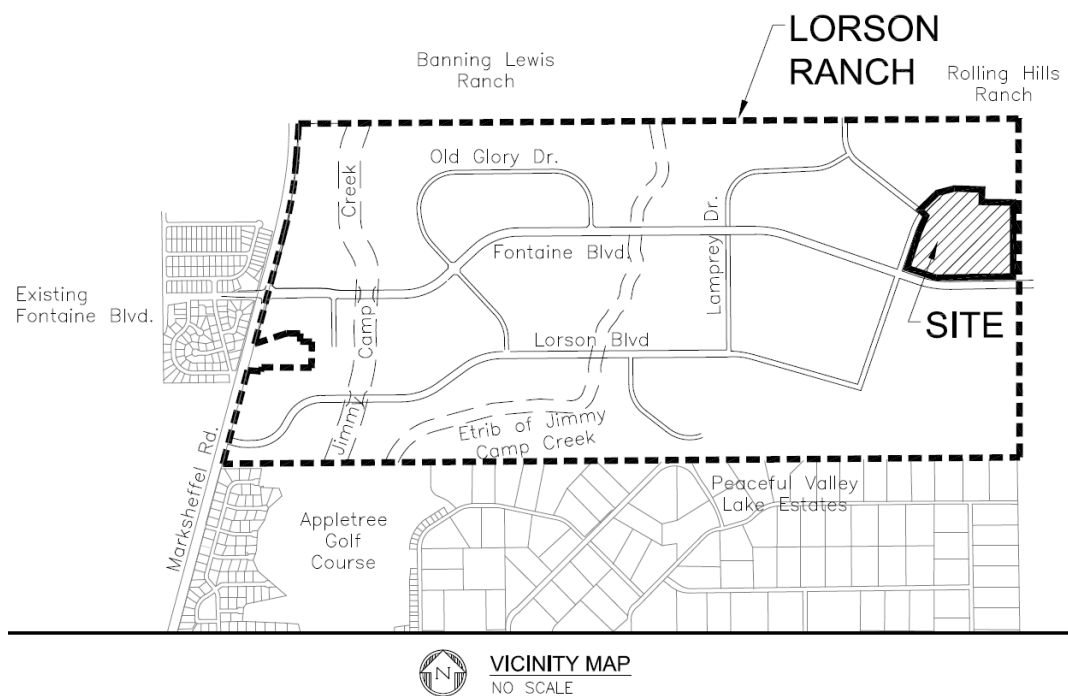 LORSON
RANCH
Banning Lewis
Ranch
Rolling Hills
Ranch
Old Glory Dr.
Creek
Lamprey Dr.
Fontaine Blvd.
Existing
Fontaine Blvd.
SITE
Camp
Lorson Blvd
Jimmy
Etrib of Jimmy
Camp Creek
Marksheffel Rd.
Peaceful Valley
Lake Estates
Appletree
Golf
Course
N
VICINITY MAP
NO SCALE